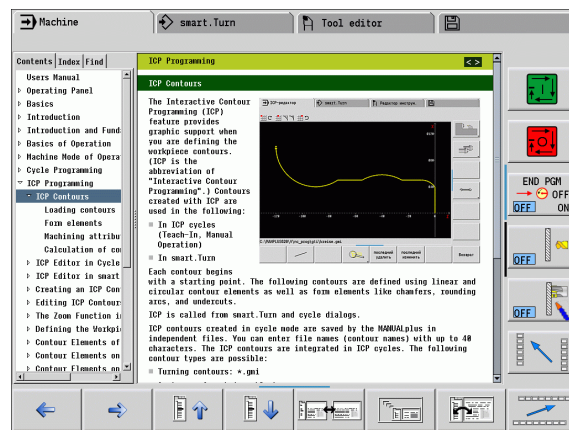 Machine
smart.Turn
Tool editor
Contents Index Find
Users Manual
Operating Panel
Basics
Introduction
Introduction and Funda
Basics of Operation
Machine Mode of Opera
Cycle Programming
ICP Programming
ICP Contours
Loading contours
Form elements
Machining attribu
Calculation of co
ICP Editor in Cycle
ICP Editor in smart
Creating an ICP Con
Editing ICP Contour
The Zoom Function i
Defining the Workpi
Contour Elements of
Contour Elements on
Contour Elements on
ICP Programming
ICP Contours
The Interactive Contour
Programming (ICP)
feature provides
graphic support when
you are defining the
workpiece contours.
(ICP is the
abbreviation of
"Interactive Contour
Programming".) Contours
created with ICP are
used in the following:
In ICP cycles
(Teach-In, Manual
Operation)
In smart.Turn
smart.Turn
Возврат
Each contour begins
with a starting point. The following contours are defined using linear and
circular contour elements as well as form elements like chamfers, rounding
arcs, and undercuts.
ICP is called from smart.Turn and cycle dialogs.
ICP contours created in cycle mode are saved by the MANUALplus in
independent files. You can enter file names (contour names) with up to 40
characters. The ICP contours are integrated in ICP cycles. The following
contour types are possible:
Turning contours: *.gmi
END PGM
OFF
OFF ON
OFF
OFF